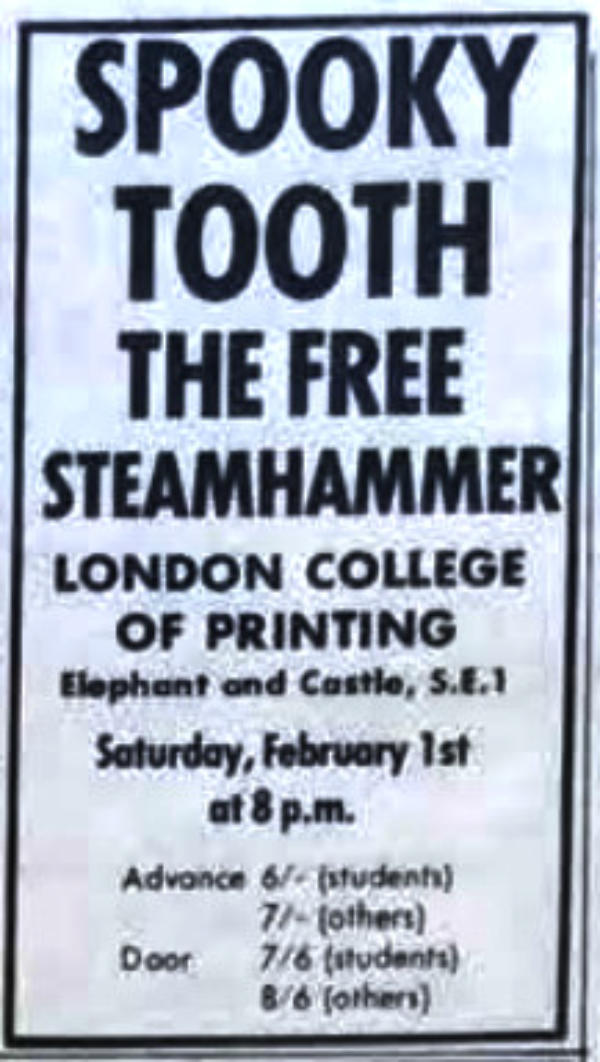 SPOOKY
TOOTH
THE FREE
STEAMHAMMER
LONDON COLLEGE
OF PRINTING
Elephant and Castle, S.E.1
Saturday, February 1st
at 8 p.m.
Advance 6/- (students)
7/- (others)
Door 7/6 (students)
8/6 (others)